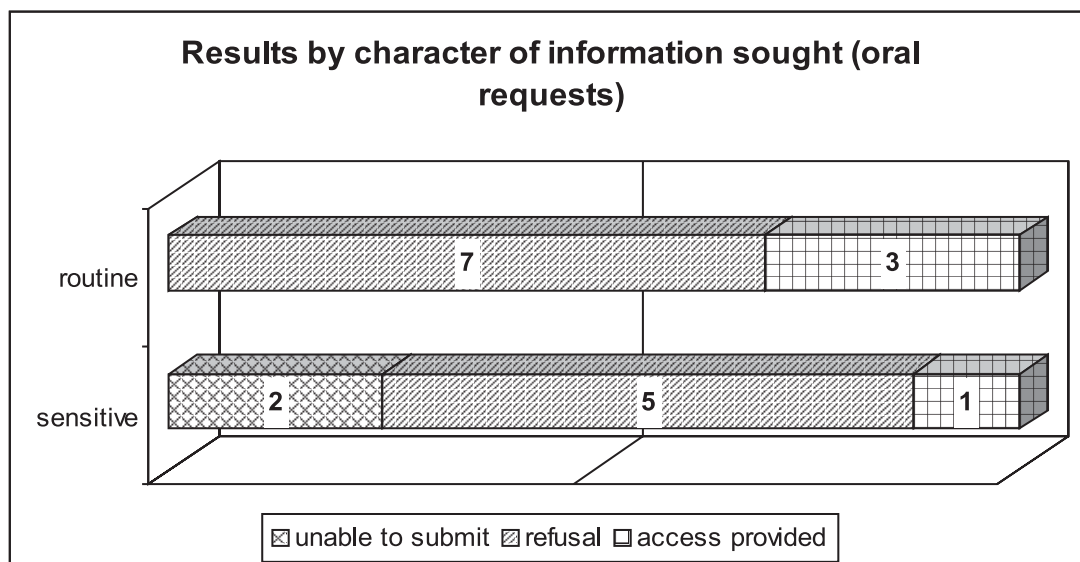 Results by character of information sought (oral
requests)
routine
7
3
sensitive
2
5
1
unable to submit refusal access provided